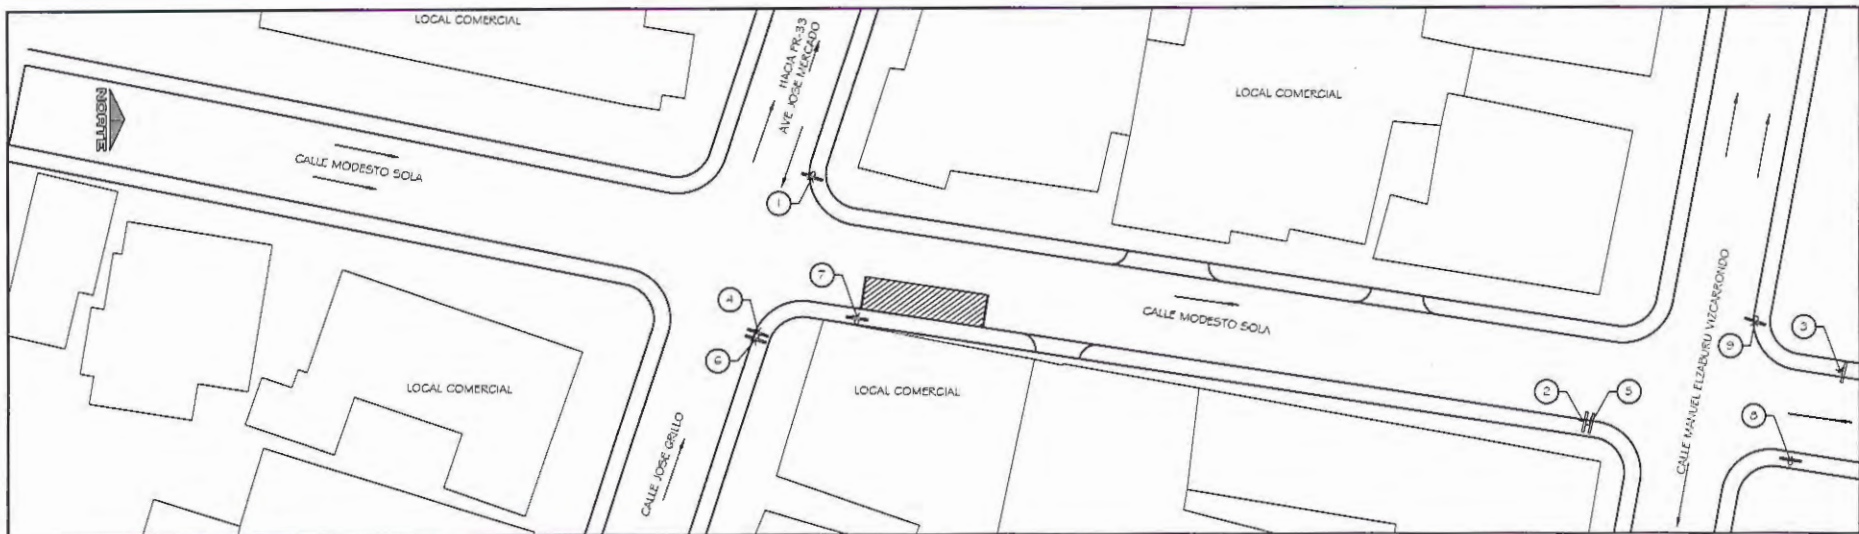 LOCAL COMERCIAL
HACIA PR-33
AVE JOSE MERCADO
LOCAL COMERCIAL
NORTE
CALLE MODESTO SOLA
1
7
4
6
CALLE MODESTO SOLA
CALLE MANUEL ELZABURU VIZCARRONDO
9
3
LOCAL COMERCIAL
LOCAL COMERCIAL
2
5
8
CALLE JOSE GRILLO